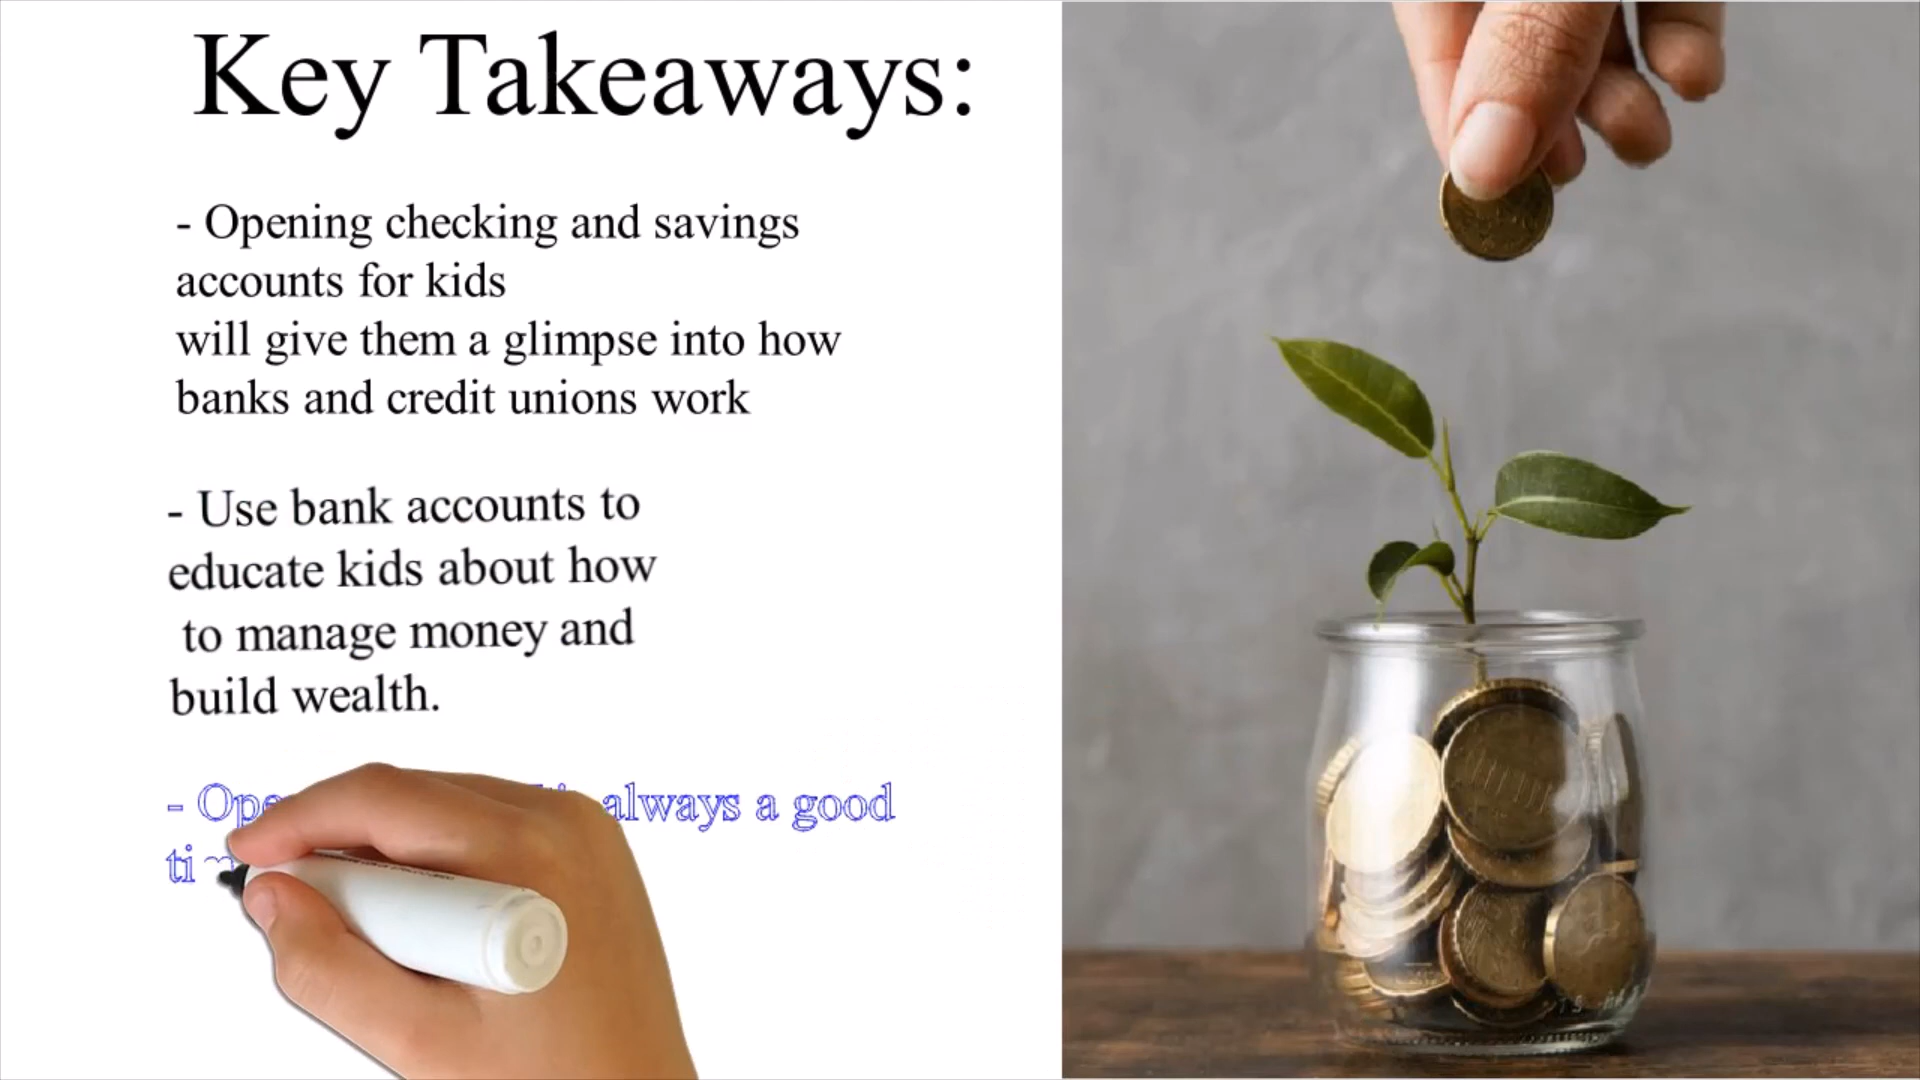 Key Takeaways:
- Opening checking and savings
accounts for kids
will give them a glimpse into how
banks and credit unions work
- Use bank accounts to
educate kids about how
to manage money and
build wealth.
- always a good